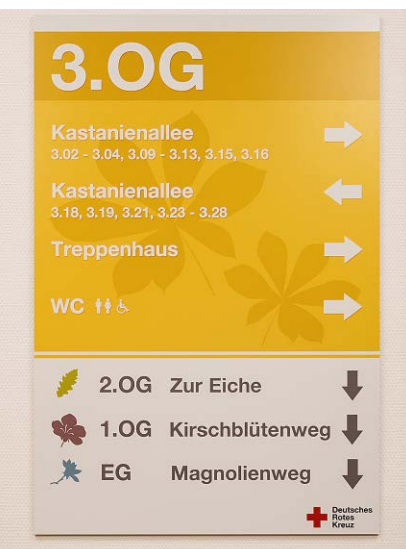 3.OG
Kastanienallee
3.02 - 3.04, 3.09 - 3.13, 3.15, 3.16
Kastanienallee
3.18, 3.19, 3.21, 3.23 - 3.28
Treppenhaus
WC
2.OG Zur Eiche
1.OG Kirschblütenweg
EG Magnolienweg
Deutsches
Rotes
Kreuz